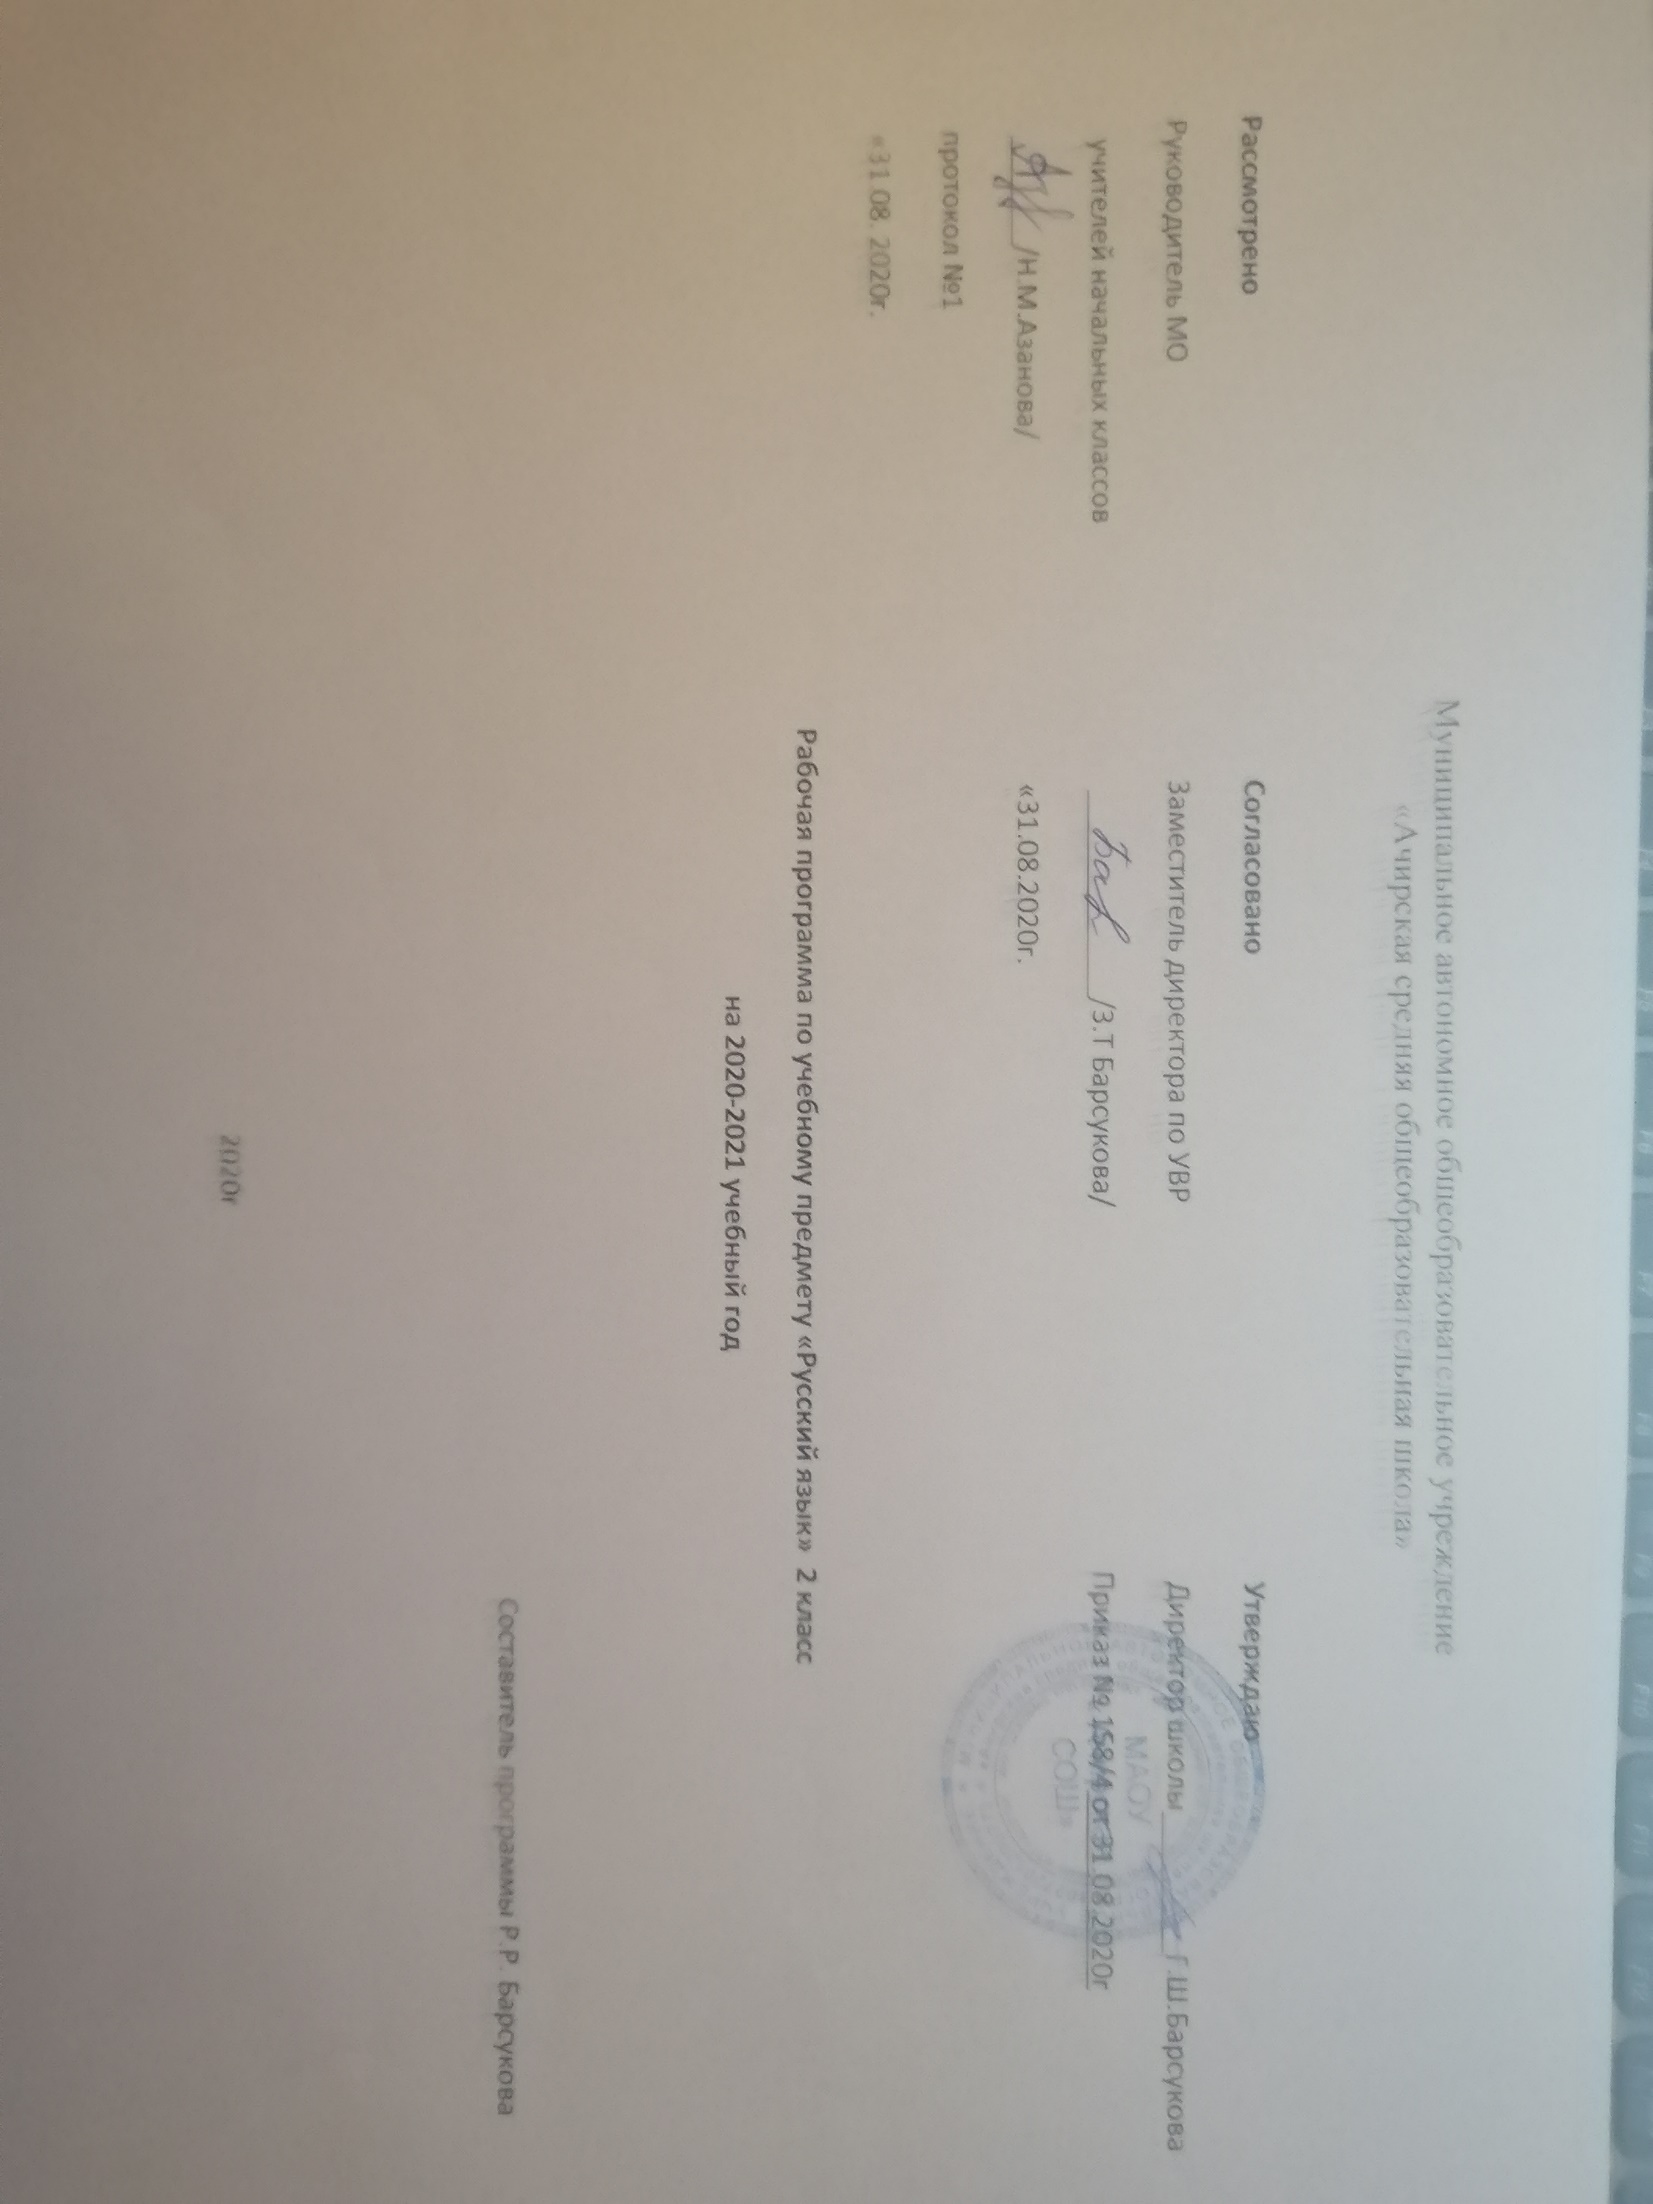 Муниципальное автономное общеобразовательное учреждение
«Ачирская средняя общеобразовательная школа»
Рассмотрено
Руководитель МО
учителей начальных классов
/Н.М.Азанова/
протокол №1
«31.08. 2020г.
Согласовано
Заместитель директора по УВР
/З.Т Барсукова/
«31.08.2020г.
Утверждаю
Директор школы Г.Ш.Барсукова
Приказ № 158/4 от 31.08.2020г
МАОУ
СОШ»
Рабочая программа по учебному предмету «Русский язык» 2 класс
на 2020-2021 учебный год
Составитель программы Р.Р. Барсукова
2020г